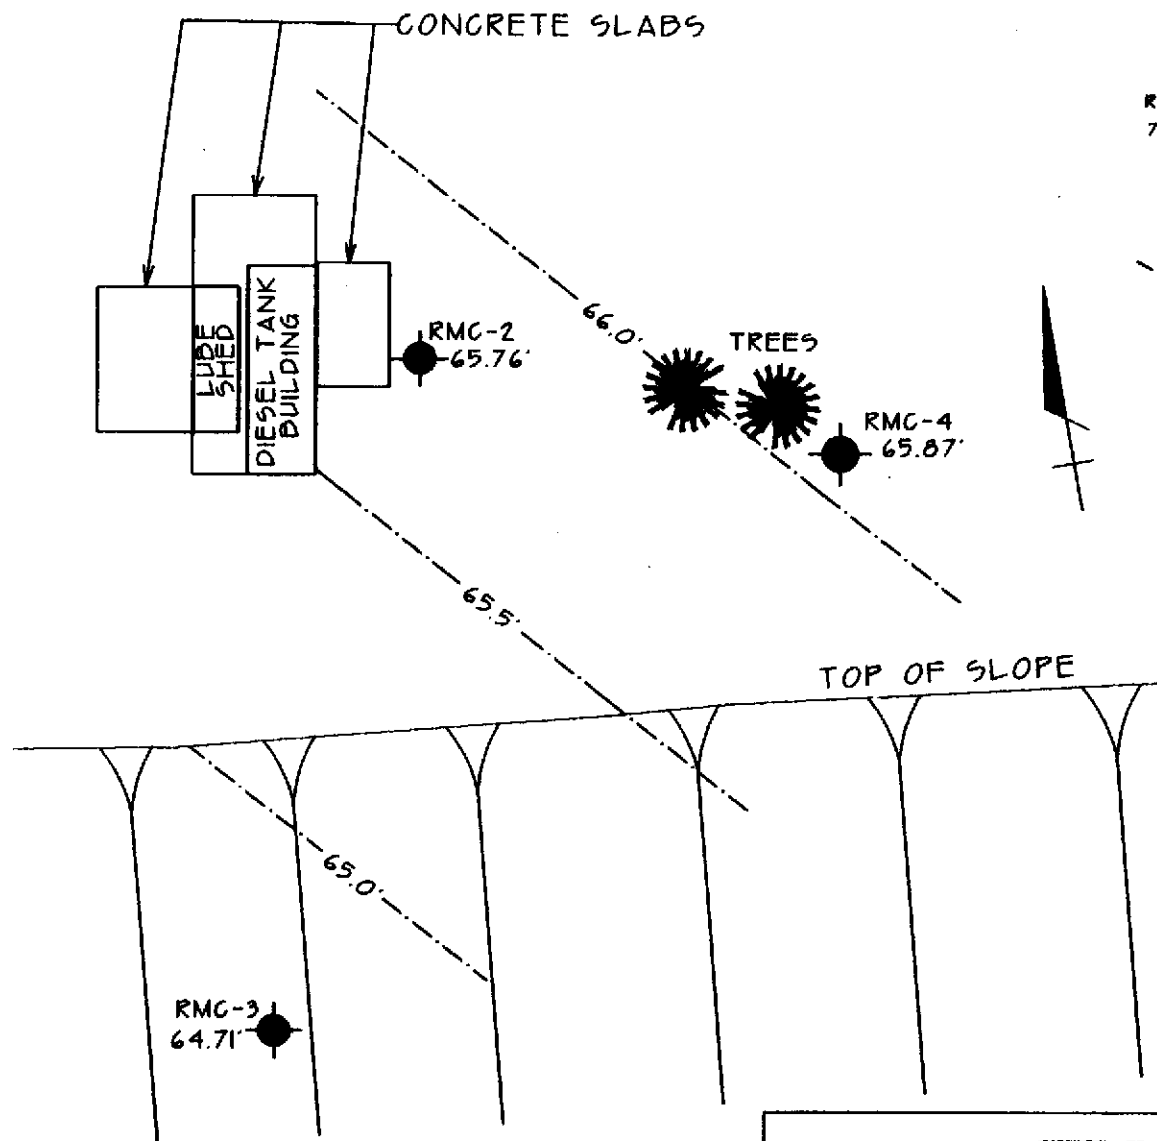 CONCRETE SLABS
R
7
LUBE
SHED
DIESEL TANK
BUILDING
RMC-2
65.76'
66.0'
TREES
RMC-4
65.87'
65.5'
TOP OF SLOPE
65.0'
RMC-3
64.71'